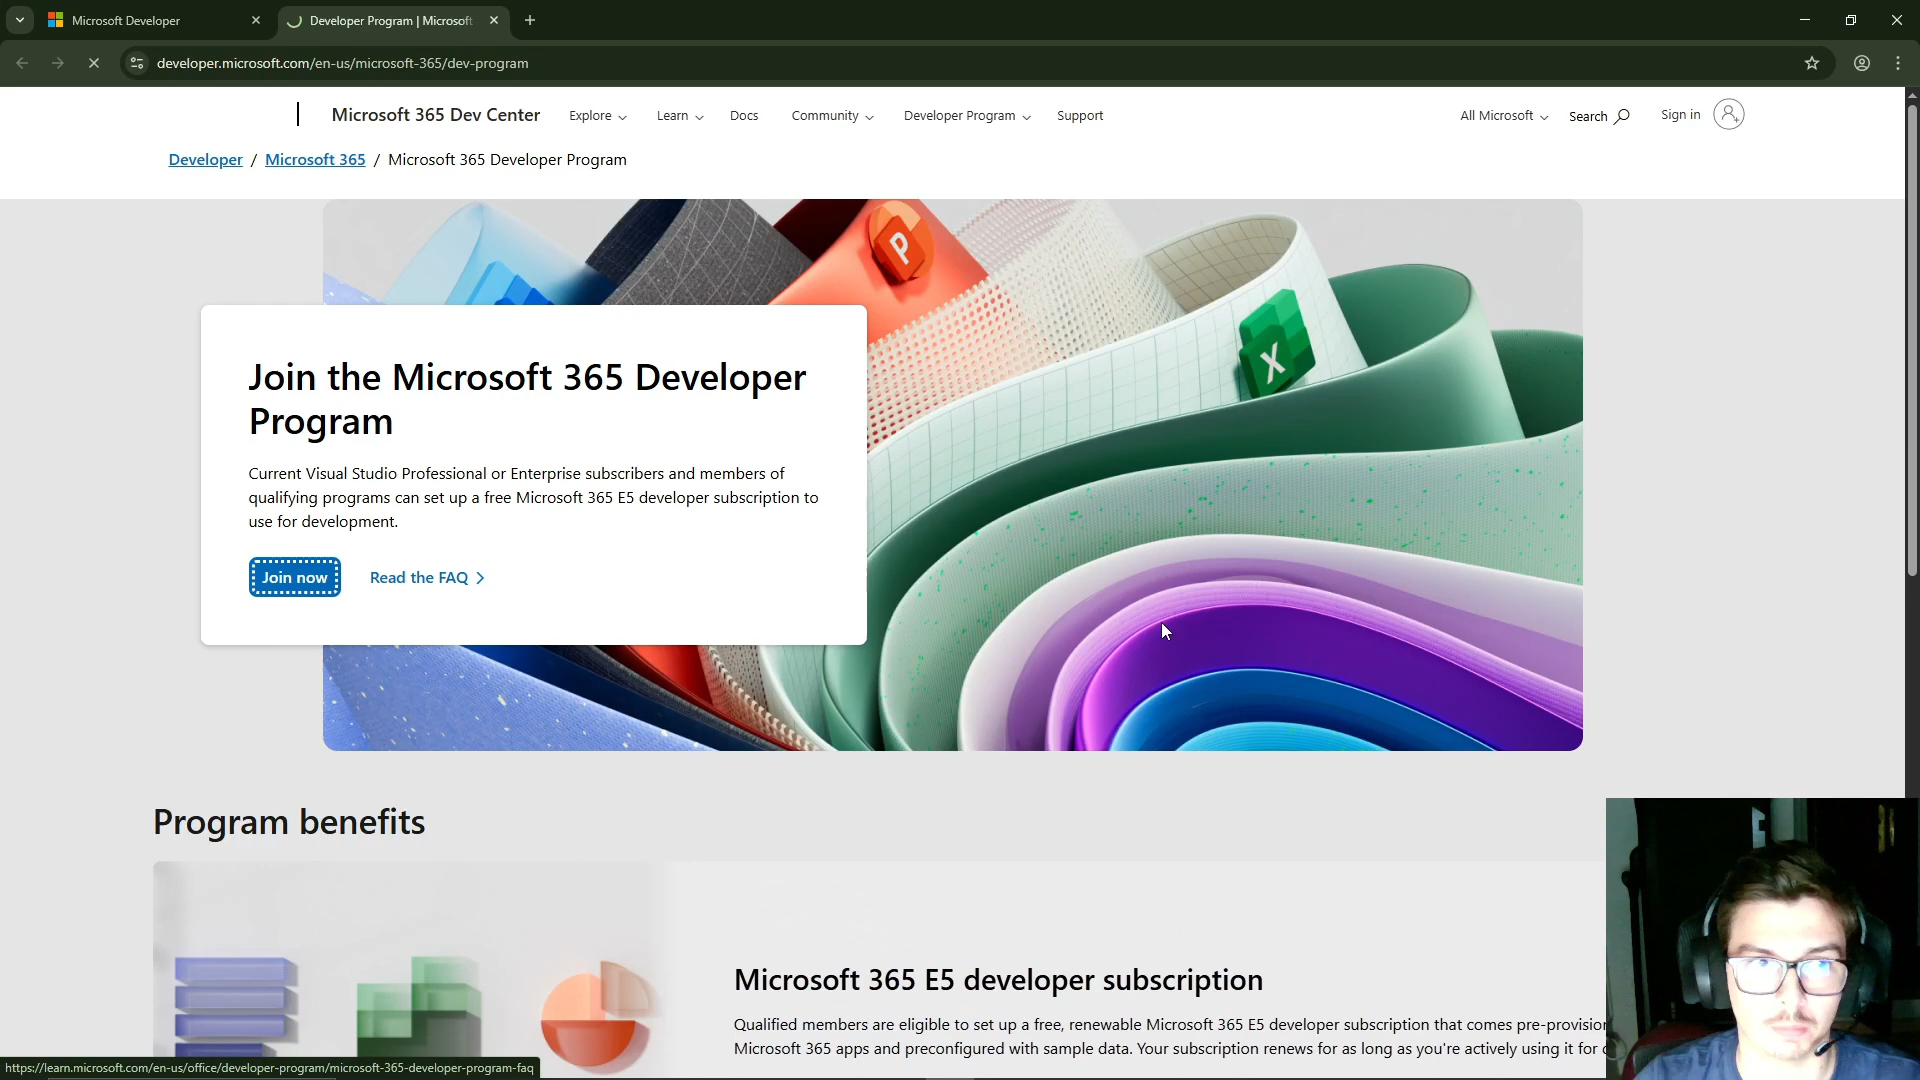 Microsoft Developer
Developer Program | Microsoft
developer.microsoft.com/en-us/microsoft-365/dev-program
Microsoft 365 Dev Center
Explore
Learn
Docs
Community
Developer Program
Support
All Microsoft
Search
Sign in
Developer / Microsoft 365 / Microsoft 365 Developer Program
P
X
Join the Microsoft 365 Developer
Program
Current Visual Studio Professional or Enterprise subscribers and members of
qualifying programs can set up a free Microsoft 365 E5 developer subscription to
use for development.
Join now
Read the FAQ
Program benefits
Microsoft 365 E5 developer subscription
Qualified members are eligible to set up a free, renewable Microsoft 365 E5 developer subscription that comes
Microsoft 365 apps and preconfigured with sample data. Your subscription renews for as long as you're actively using it for
https://learn.microsoft.com/en-us/office/developer-program/microsoft-365-developer-program-faq